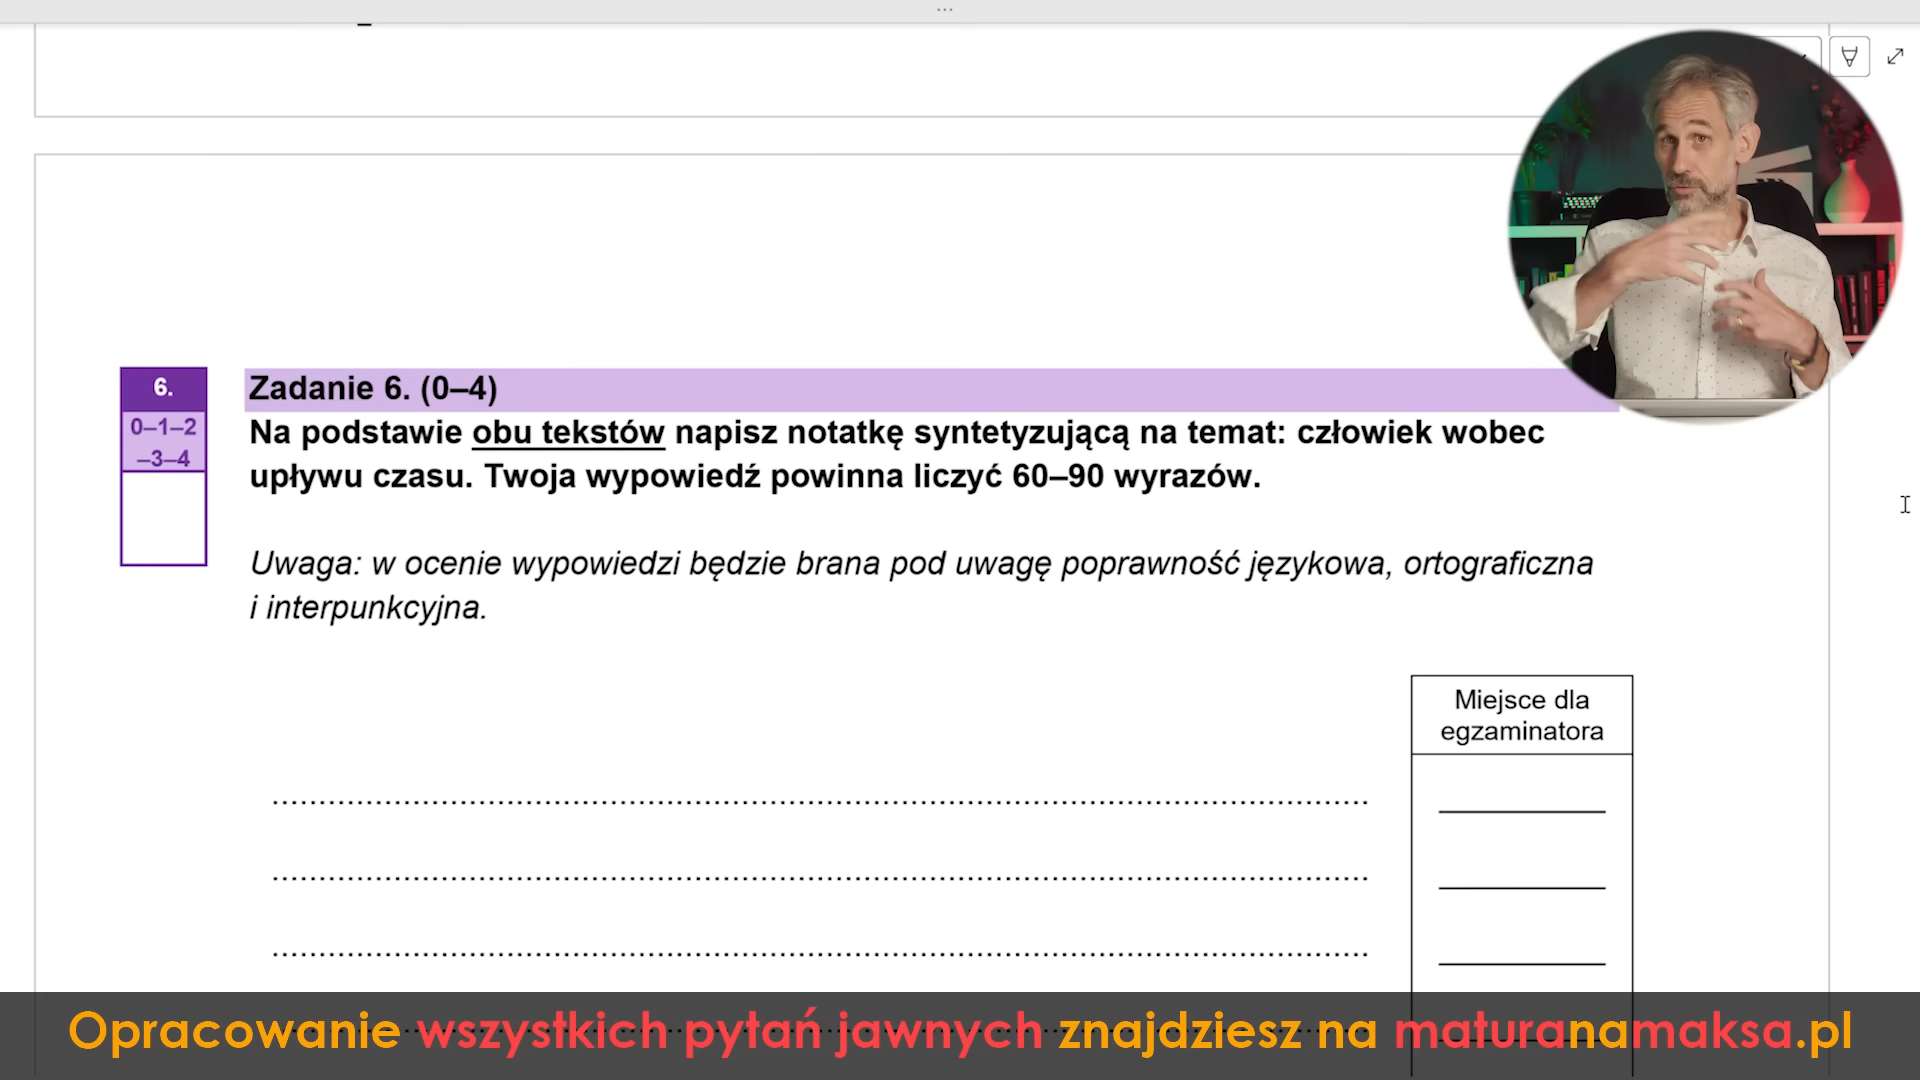 6.
0–1–2
–3–4
Zadanie 6. (0–4)
Na podstawie obu tekstów napisz notatkę syntetyzującą na temat: człowiek wobec
upływu czasu. Twoja wypowiedź powinna liczyć 60–90 wyrazów.
Uwaga: w ocenie wypowiedzi będzie brana pod uwagę poprawność językowa, ortograficzna
i interpunkcyjna.
Miejsce dla
egzaminatora
Opracowanie wszystkich pytań jawnych znajdziesz na maturanamaksa.pl